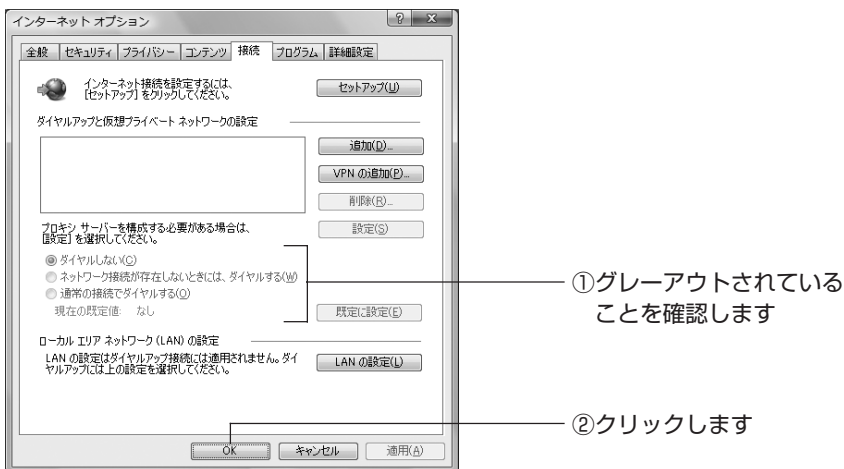 インターネット オプション
全般 セキュリティ プライバシー コンテンツ 接続 プログラム 詳細設定
インターネット接続を設定するには、
[セットアップ] をクリックしてください。
セットアップ(U)
ダイヤルアップと仮想プライベート ネットワークの設定
追加(D)...
VPN の追加(P)...
削除(R)...
プロキシ サーバーを構成する必要がある場合は、
[設定] を選択してください。
設定(S)
ダイヤルしない(C)
ネットワーク接続が存在しないときには、ダイヤルする(W)
通常の接続でダイヤルする(O)
現在の既定値: なし
既定に設定(E)
ローカル エリア ネットワーク (LAN) の設定
LAN の設定はダイヤルアップ接続には適用されません。ダイ
ヤルアップには上の設定を選択してください。
LAN の設定(L)
OK キャンセル 適用(A)
①グレーアウトされている
ことを確認します
②クリックします